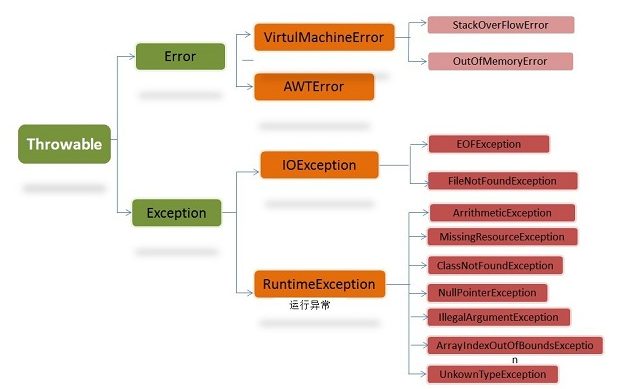 Throwable
Error
Exception
VirtulMachineError
AWTError
IOException
RuntimeException
运行异常
StackOverFlowError
OutOfMemoryError
EOFException
FileNotFoundException
ArrithmeticException
MissingResourceException
ClassNotFoundException
NullPointerException
IllegalArgumentException
ArrayIndexOutOfBoundsExceptio
n
UnkownTypeException